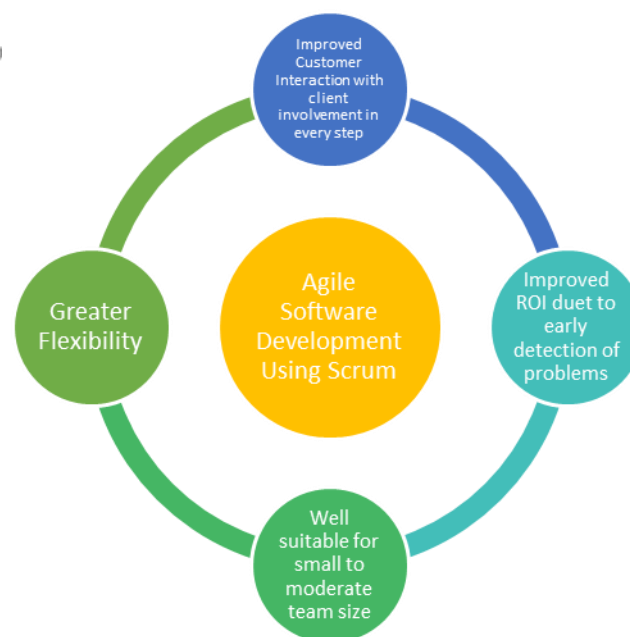 Improved
Customer
Interaction with
client
involvement in
every step
Greater
Flexibility
Agile
Software
Development
Using Scrum
Improved
ROI duet to
early
detection of
problems
Well
suitable for
small to
moderate
team size